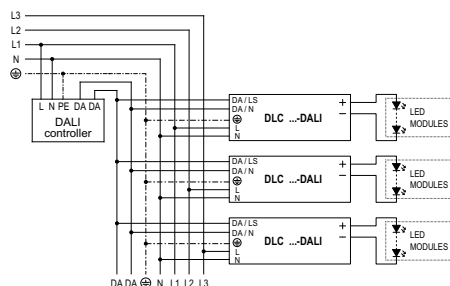 L3
L2
L1
N
L N PE DA DA
DALI
controller
DA / LS
DA / N
L
N
DLC ...-DALI
+
–
LED
MODULES
DA / LS
DA / N
L
N
DLC ...-DALI
+
–
LED
MODULES
DA / LS
DA / N
L
N
DLC ...-DALI
+
–
LED
MODULES
DA DA N L1 L2 L3